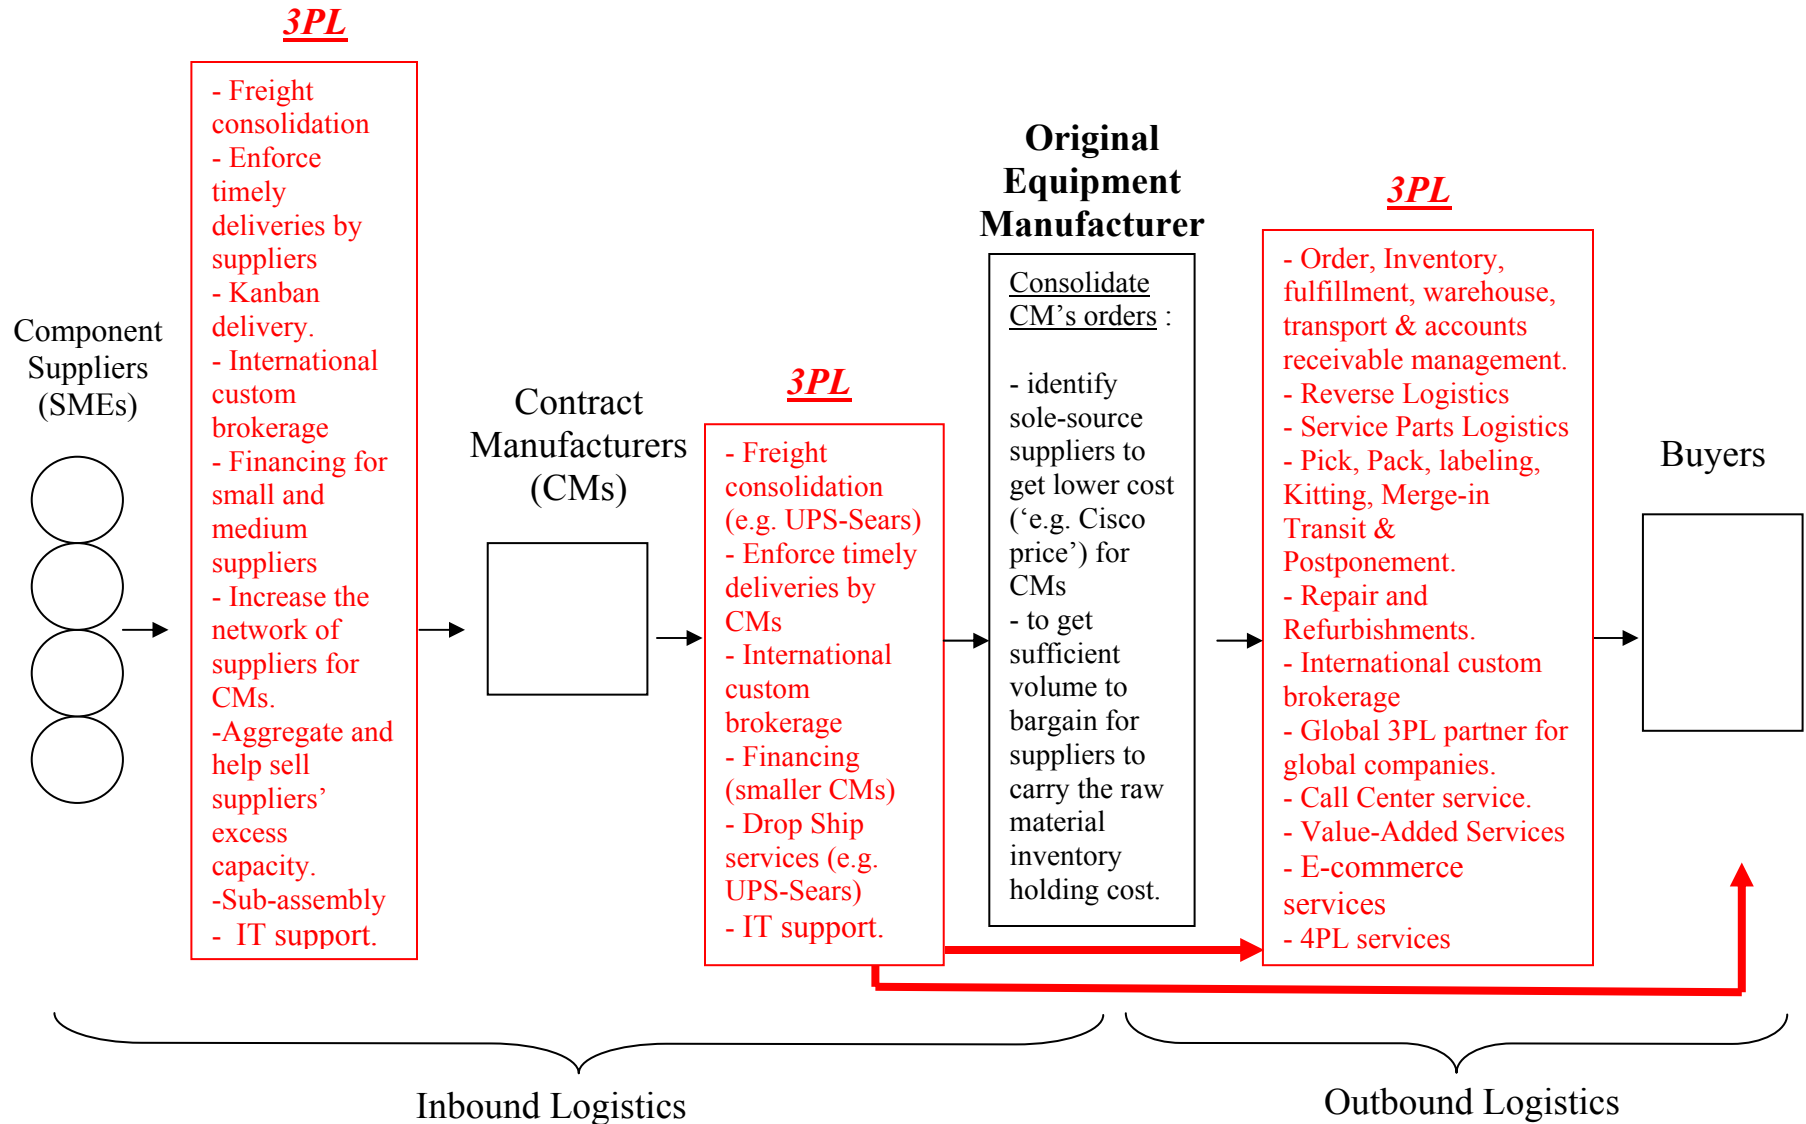 3PL
- Freight
consolidation
- Enforce
timely
deliveries by
suppliers
- Kanban
delivery.
- International
custom
brokerage
- Financing for
small and
medium
suppliers
- Increase the
network of
suppliers for
CMs.
-Aggregate and
help sell
suppliers’
excess
capacity.
-Sub-assembly
- IT support.
Component
Suppliers
(SMEs)
Contract
Manufacturers
(CMs)
3PL
- Freight
consolidation
(e.g. UPS-Sears)
- Enforce timely
deliveries by
CMs
- International
custom
brokerage
- Financing
(smaller CMs)
- Drop Ship
services (e.g.
UPS-Sears)
- IT support.
Original
Equipment
Manufacturer
Consolidate
CM’s orders :
- identify
sole-source
suppliers to
get lower cost
(‘e.g. Cisco
price’) for
CMs
- to get
sufficient
volume to
bargain for
suppliers to
carry the raw
material
inventory
holding cost.
3PL
- Order, Inventory,
fulfillment, warehouse,
transport & accounts
receivable management.
- Reverse Logistics
- Service Parts Logistics
- Pick, Pack, labeling,
Kitting, Merge-in
Transit &
Postponement.
- Repair and
Refurbishments.
- International custom
brokerage
- Global 3PL partner for
global companies.
- Call Center service.
- Value-Added Services
- E-commerce
services
- 4PL services
Buyers
Inbound Logistics
Outbound Logistics